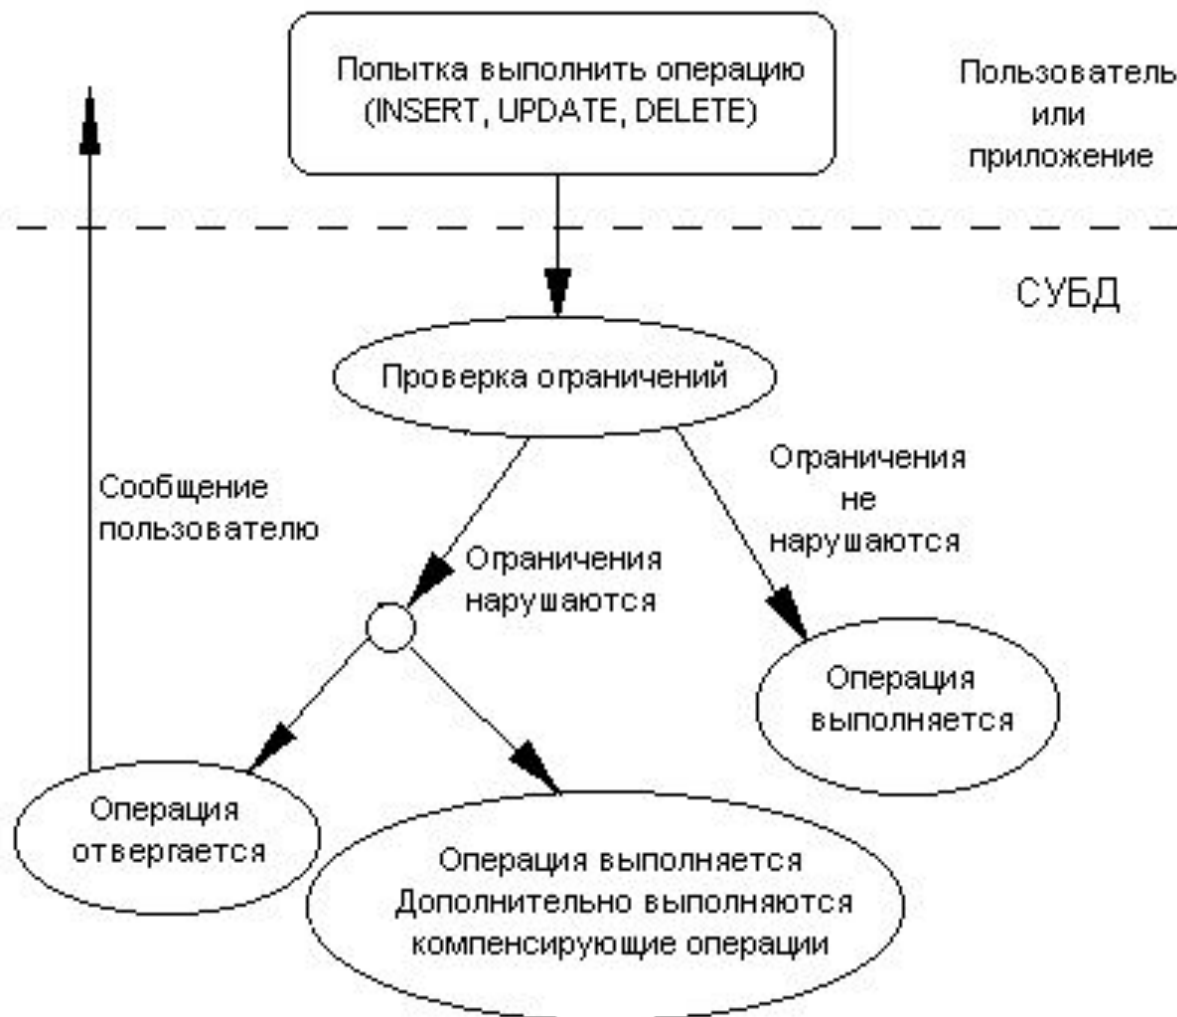 Попытка выполнить операцию
(INSERT, UPDATE, DELETE)
Пользователь
или
приложение
СУБД
Проверка ограничений
Сообщение
пользователю
Ограничения
нарушаются
Ограничения
не
нарушаются
Операция
выполняется
Операция
отвергается
Операция выполняется
Дополнительно выполняются
компенсирующие операции